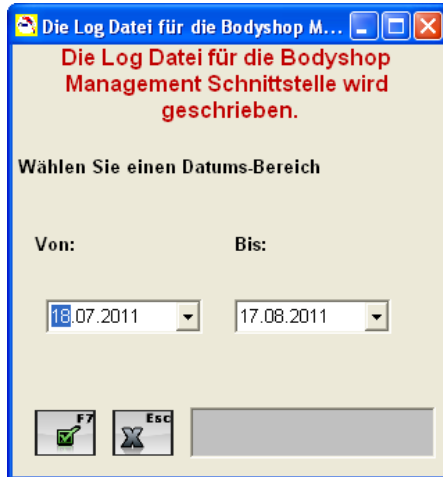 Die Log Datei für die Bodyshop M...
Die Log Datei für die Bodyshop
Management Schnittstelle wird
geschrieben.
Wählen Sie einen Datums-Bereich
Von: Bis:
18.07.2011 17.08.2011
F7 Esc